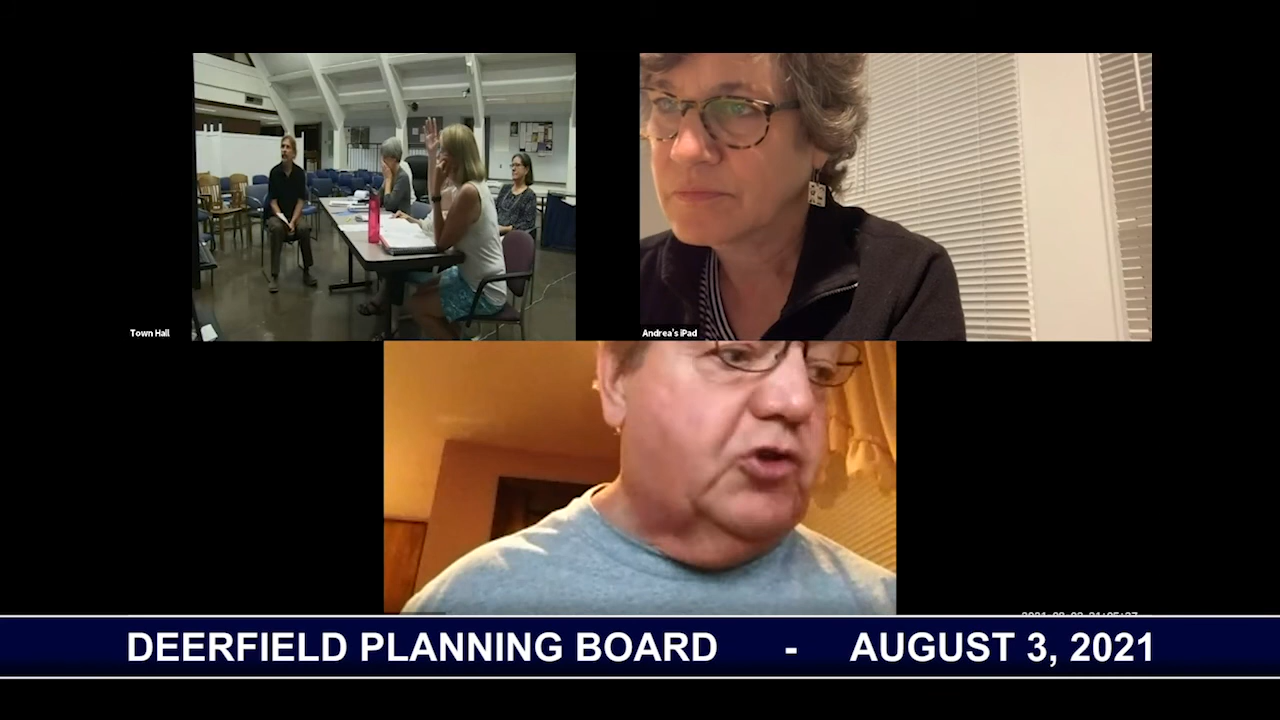 Town Hall
Andrea's iPad
DEERFIELD PLANNING BOARD - AUGUST 3, 2021